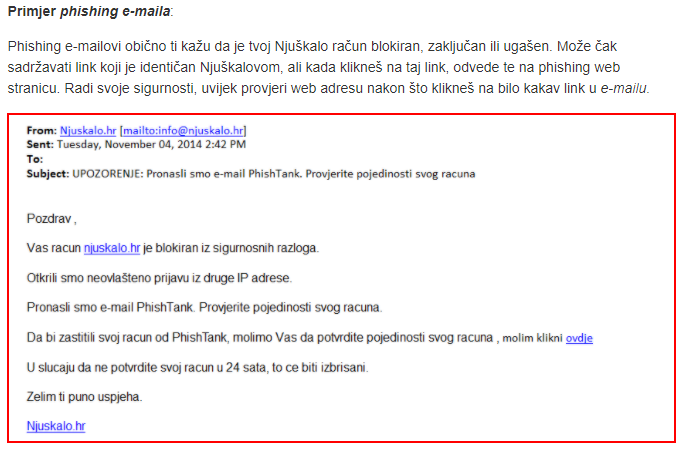 Primjer phishing e-maila:
Phishing e-mailovi obično ti kažu da je tvoj Njuškalo račun blokiran, zaključan ili ugašen. Može čak
sadržavati link koji je identičan Njuškalovom, ali kada klikneš na taj link, odvede te na phishing web
stranicu. Radi svoje sigurnosti, uvijek provjeri web adresu nakon što klikneš na bilo kakav link u e-mailu.
From: Njuskalo.hr [mailto:info@njuskalo.hr]
Sent: Tuesday, November 04, 2014 2:42 PM
To:
Subject: UPOZORENJE: Pronasli smo e-mail PhishTank. Provjerite pojedinosti svog racuna
Pozdrav ,
Vas racun njuskalo.hr je blokiran iz sigurnosnih razloga.
Otkrili smo neovlašteno prijavu iz druge IP adrese.
Pronasli smo e-mail PhishTank. Provjerite pojedinosti svog racuna.
Da bi zastitili svoj racun od PhishTank, molimo Vas da potvrdite pojedinosti svog racuna , molim klikni ovdje
U slucaju da ne potvrdite svoj racun u 24 sata, to ce biti izbrisani.
Zelim ti puno uspjeha.
Njuskalo.hr